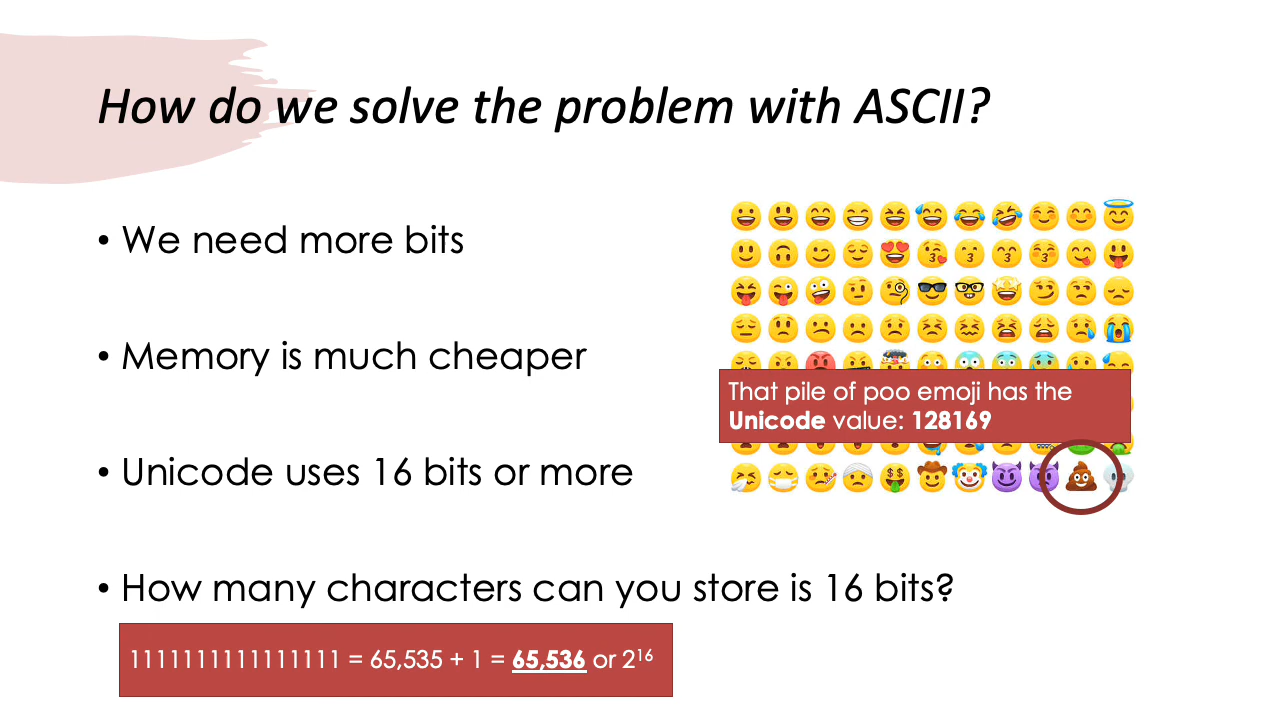 How do we solve the problem with ASCII?
• We need more bits
• Memory is much cheaper
That pile of poo emoji has the
Unicode value: 128169
• Unicode uses 16 bits or more
• How many characters can you store is 16 bits?
1111111111111111 = 65,535 + 1 = 65,536 or 2¹⁶